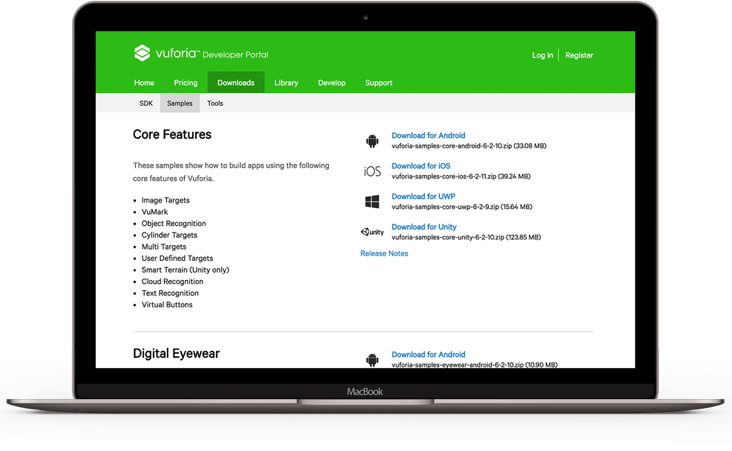 vuforia™ Developer Portal
Log In | Register
Home Pricing Downloads Library Develop Support
SDK Samples Tools
Core Features
These samples show how to build apps using the following
core features of Vuforia.
• Image Targets
• VuMark
• Object Recognition
• Cylinder Targets
• Multi Targets
• User Defined Targets
• Smart Terrain (Unity only)
• Cloud Recognition
• Text Recognition
• Virtual Buttons
Download for Android
vuforia-samples-core-android-6-2-10.zip (33.08 MB)
iOS
Download for iOS
vuforia-samples-core-ios-6-2-11.zip (39.24 MB)
Download for UWP
vuforia-samples-core-uwp-6-2-9.zip (15.64 MB)
unity
Download for Unity
vuforia-samples-core-unity-6-2-10.zip (123.85 MB)
Release Notes
Digital Eyewear
Download for Android
vuforia-samples-eyewear-android-6-2-10.zip (10.90 MB)
MacBook